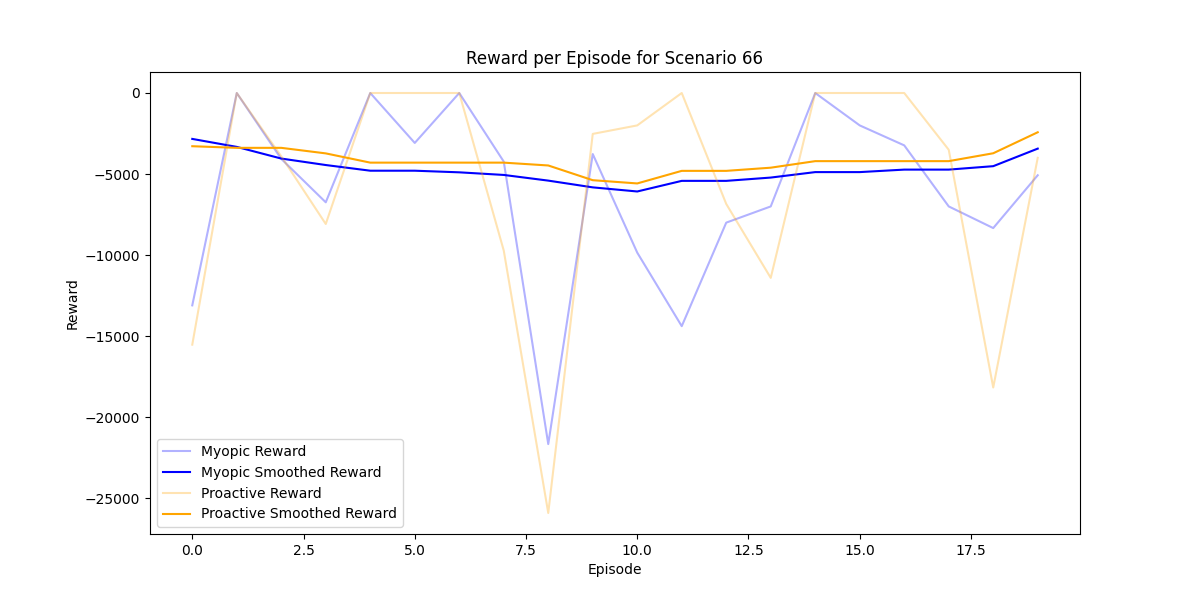 Reward per Episode for Scenario 66
Reward
0
−5000
−10000
−15000
−20000
−25000
Myopic Reward
Myopic Smoothed Reward
Proactive Reward
Proactive Smoothed Reward
0.0 2.5 5.0 7.5 10.0 12.5 15.0 17.5
Episode